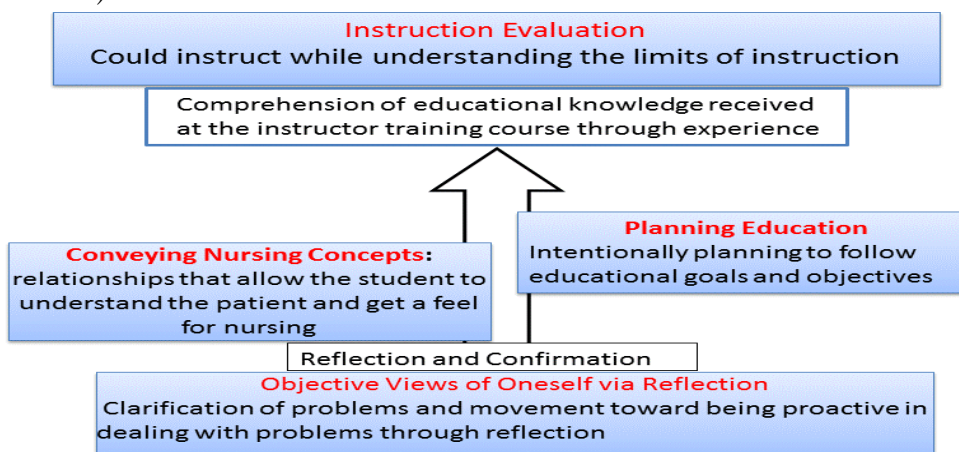 Instruction Evaluation
Could instruct while understanding the limits of instruction
Comprehension of educational knowledge received
at the instructor training course through experience
Planning Education
Intentionally planning to follow
educational goals and objectives
Conveying Nursing Concepts:
relationships that allow the student to
understand the patient and get a feel
for nursing
Reflection and Confirmation
Objective Views of Oneself via Reflection
Clarification of problems and movement toward being proactive in
dealing with problems through reflection